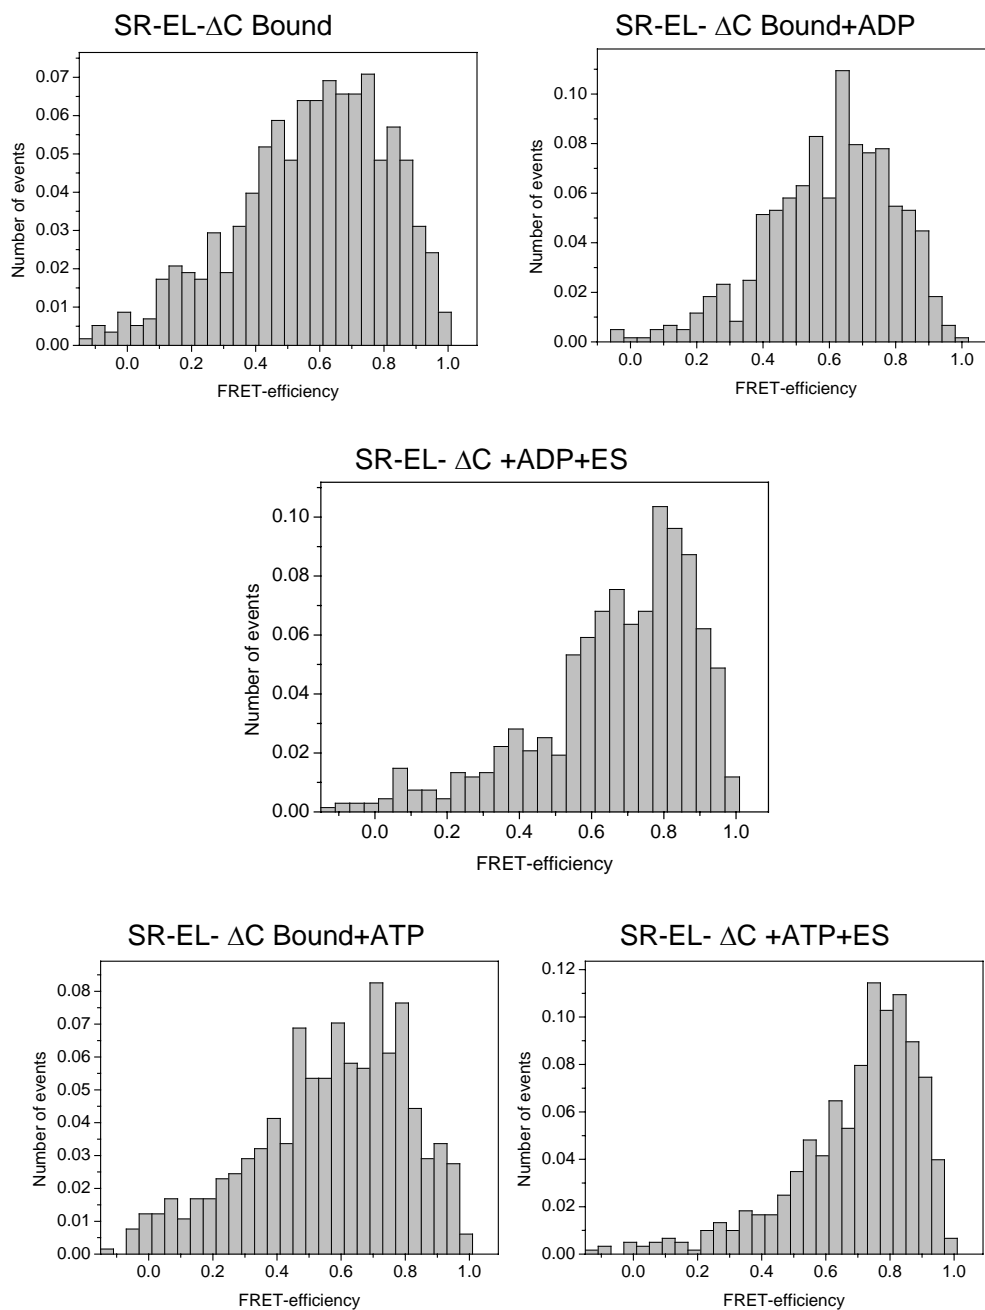 SR-EL-ΔC Bound
Number of events
0.07
0.06
0.05
0.04
0.03
0.02
0.01
0.00
0.0 0.2 0.4 0.6 0.8 1.0
FRET-efficiency
SR-EL- ΔC Bound+ADP
Number of events
0.10
0.08
0.06
0.04
0.02
0.00
0.0 0.2 0.4 0.6 0.8 1.0
FRET-efficiency
SR-EL- ΔC +ADP+ES
Number of events
0.10
0.08
0.06
0.04
0.02
0.00
0.0 0.2 0.4 0.6 0.8 1.0
FRET-efficiency
SR-EL- ΔC Bound+ATP
Number of events
0.08
0.07
0.06
0.05
0.04
0.03
0.02
0.01
0.00
0.0 0.2 0.4 0.6 0.8 1.0
FRET-efficiency
SR-EL- ΔC +ATP+ES
Number of events
0.12
0.10
0.08
0.06
0.04
0.02
0.00
0.0 0.2 0.4 0.6 0.8 1.0
FRET-efficiency